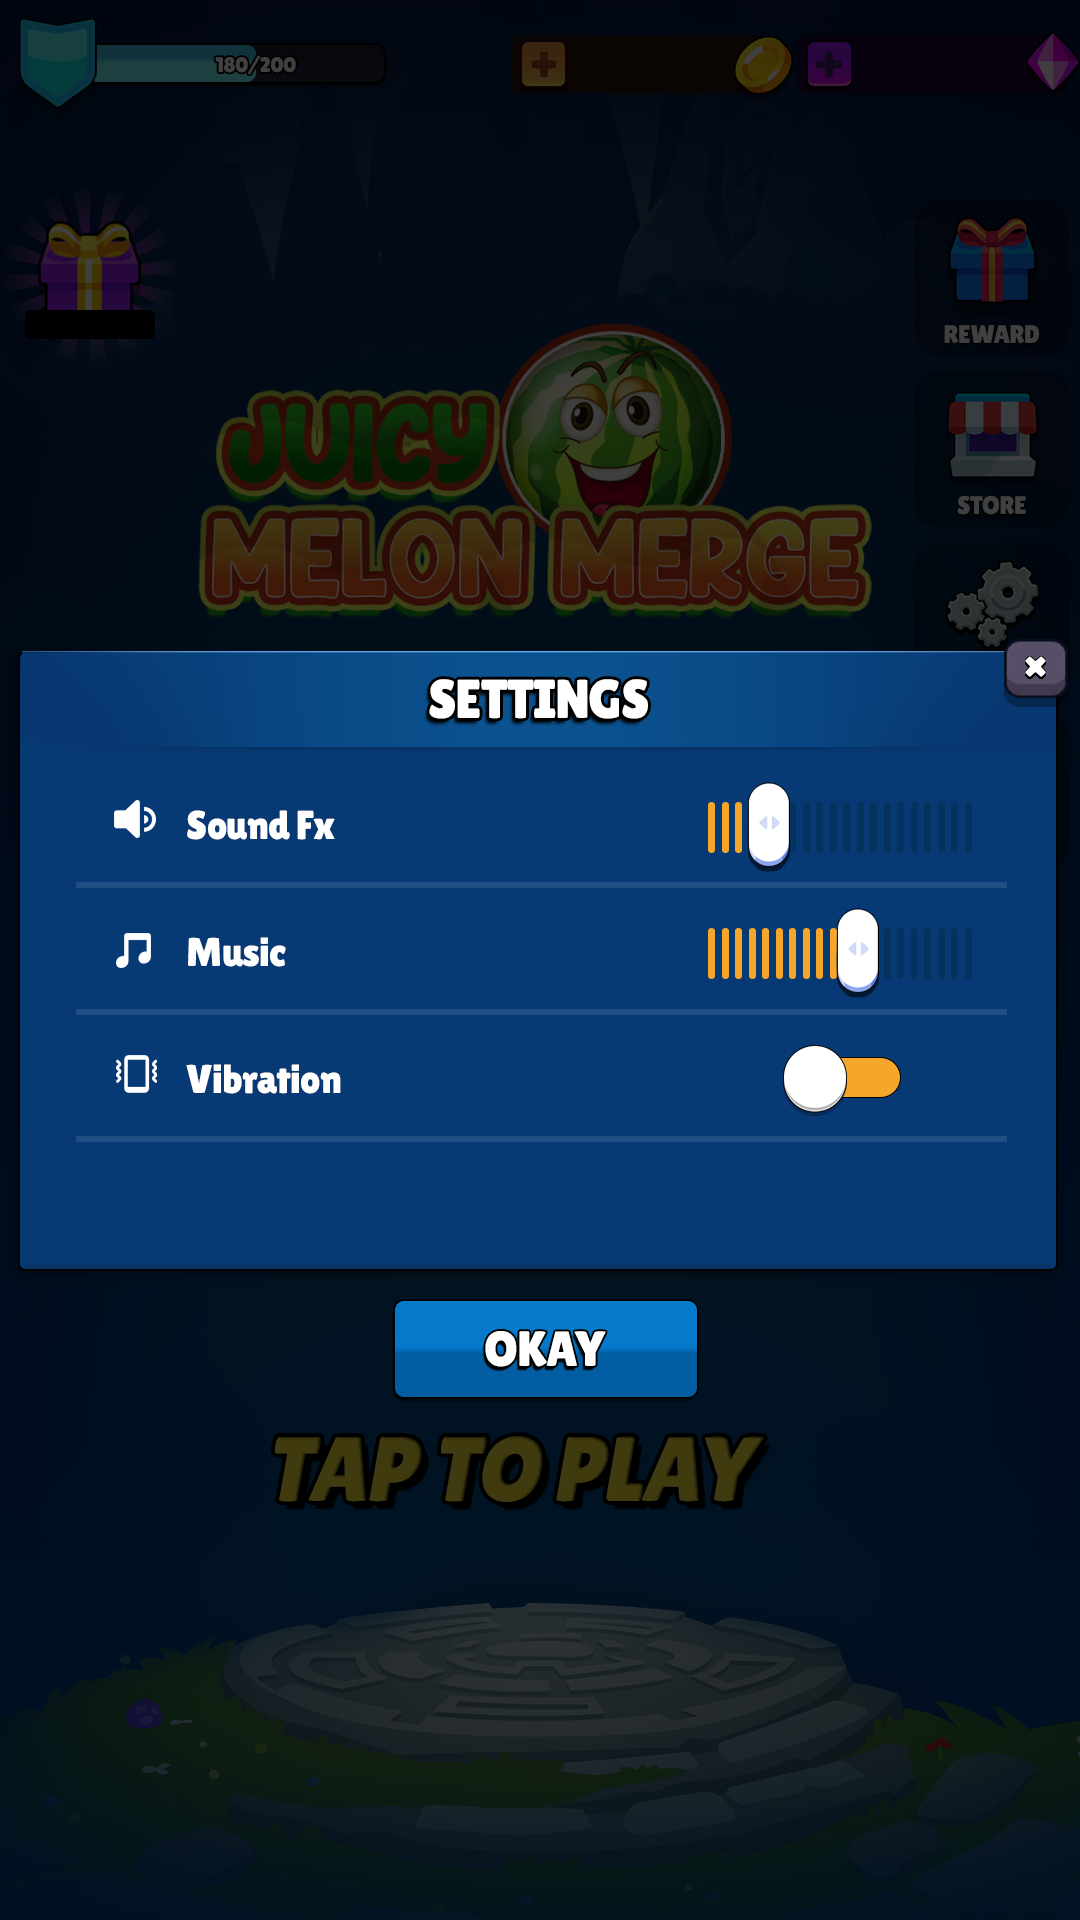 180/200
REWARD
JUICY
MELON MERGE
STORE
SETTINGS
Sound Fx
Music
Vibration
OKAY
TAP TO PLAY